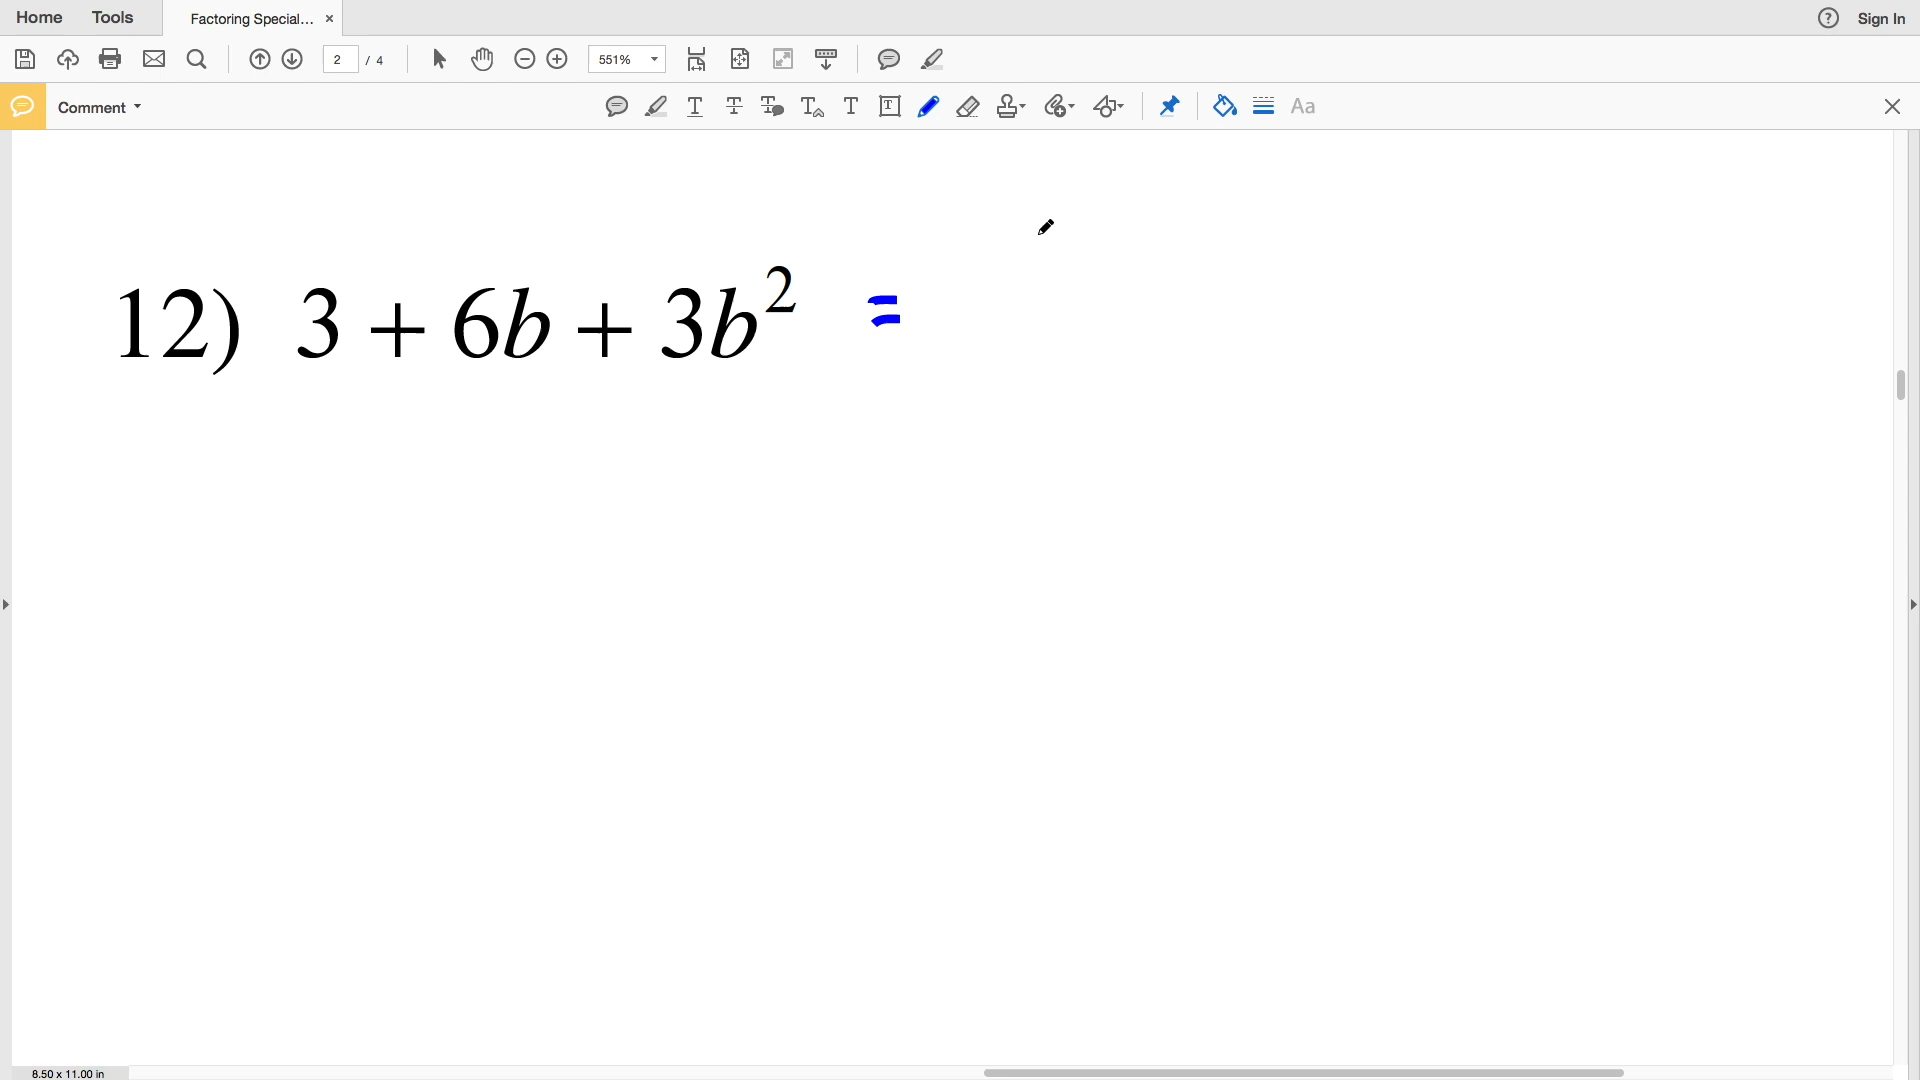 Home Tools Factoring Special... × ? Sign In
2 / 4 551%
Comment T T T T T T Aa
12) 3 + 6b + 3b² =
8.50 x 11.00 in